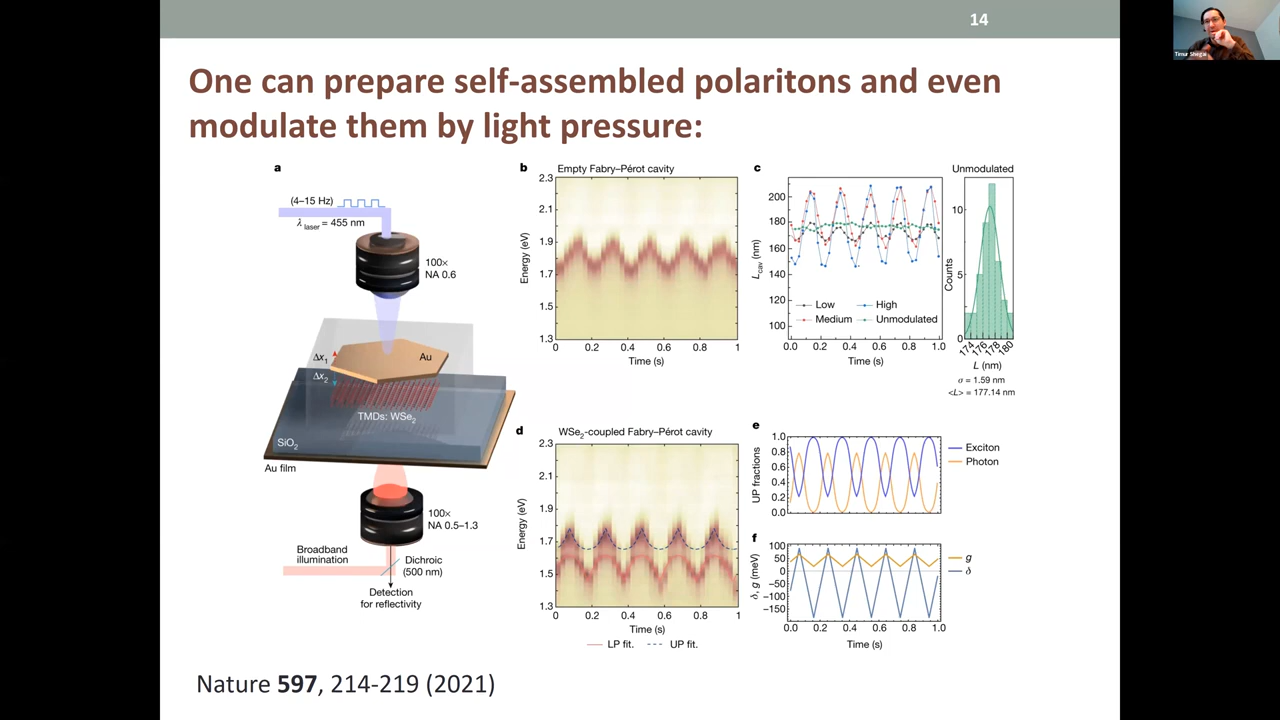 14
Timur Shegai
One can prepare self-assembled polaritons and even
modulate them by light pressure:
a
(4–15 Hz)
λ laser = 455 nm
100×
NA 0.6
Δx1
Δx2
Au
TMDs: WSe2
SiO2
Au film
100×
NA 0.5–1.3
Broadband
illumination
Dichroic
(500 nm)
Detection
for reflectivity
b
Empty Fabry–Pérot cavity
2.3
2.1
1.9
1.7
1.5
1.3
Energy (eV)
0 0.2 0.4 0.6 0.8 1
Time (s)
c
200
180
160
140
120
100
Lcav (nm)
Low High
Medium Unmodulated
0.0 0.2 0.4 0.6 0.8 1.0
Time (s)
Unmodulated
10
5
0
Counts
174 176 178 180
L (nm)
σ = 1.59 nm
<L> = 177.14 nm
d
WSe2-coupled Fabry–Pérot cavity
2.3
2.1
1.9
1.7
1.5
1.3
Energy (eV)
0 0.2 0.4 0.6 0.8 1
Time (s)
LP fit. UP fit.
e
1.0
0.8
0.6
0.4
0.2
0.0
UP fractions
Exciton
Photon
f
100
50
0
−50
−100
−150
δ, g (meV)
g
δ
0.0 0.2 0.4 0.6 0.8 1.0
Time (s)
Nature 597, 214-219 (2021)